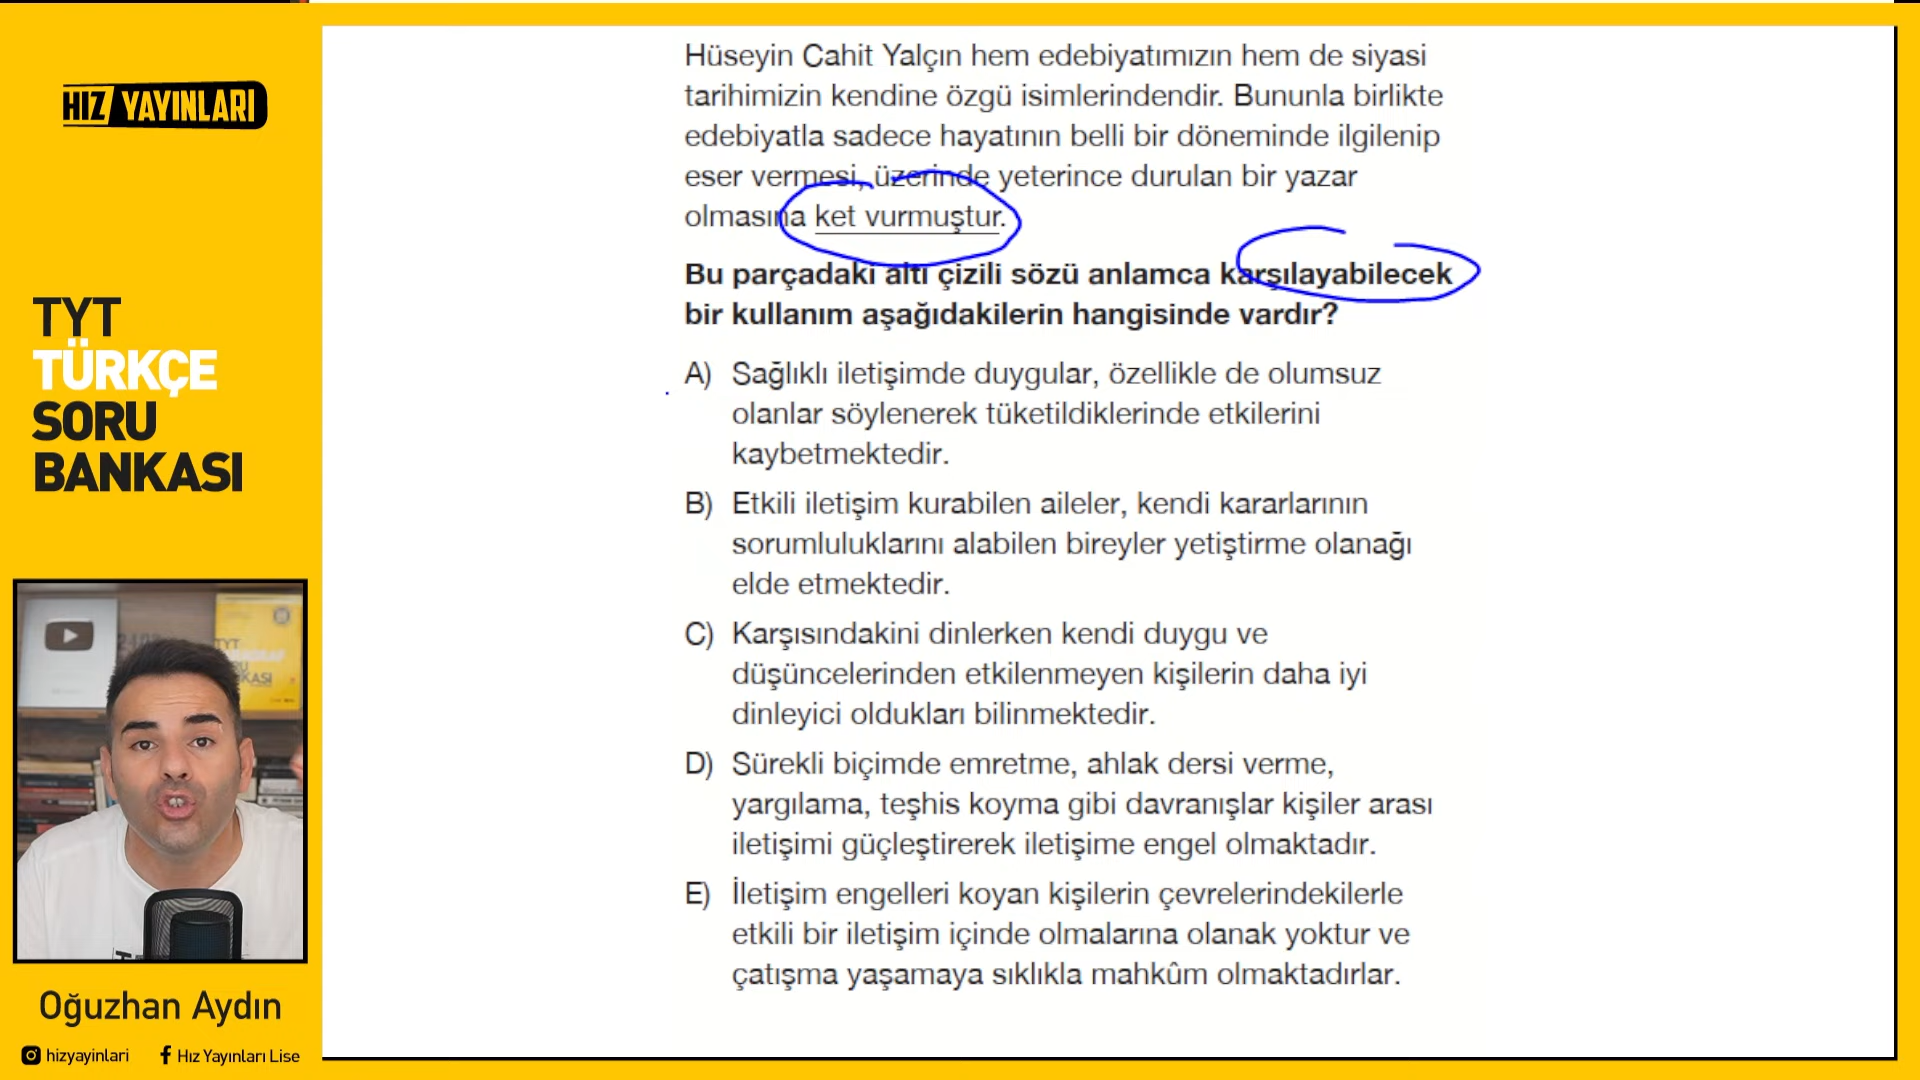 HIZ YAYINLARI
TYT
TÜRKÇE
SORU
BANKASI
Oğuzhan Aydın
hizyayinlari
Hız Yayınları Lise
Hüseyin Cahit Yalçın hem edebiyatımızın hem de siyasi
tarihimizin kendine özgü isimlerindendir. Bununla birlikte
edebiyatla sadece hayatının belli bir döneminde ilgilenip
eser vermesi, üzerinde yeterince durulan bir yazar
olmasına ket vurmuştur.
Bu parçadaki altı çizili sözü anlamca karşılayabilecek
bir kullanım aşağıdakilerin hangisinde vardır?
A) Sağlıklı iletişimde duygular, özellikle de olumsuz
olanlar söylenerek tüketildiklerinde etkilerini
kaybetmektedir.
B) Etkili iletişim kurabilen aileler, kendi kararlarının
sorumluluklarını alabilen bireyler yetiştirme olanağı
elde etmektedir.
C) Karşısındakini dinlerken kendi duygu ve
düşüncelerinden etkilenmeyen kişilerin daha iyi
dinleyici oldukları bilinmektedir.
D) Sürekli biçimde emretme, ahlak dersi verme,
yargılama, teşhis koyma gibi davranışlar kişiler arası
iletişimi güçleştirerek iletişime engel olmaktadır.
E) İletişim engelleri koyan kişilerin çevrelerindekilerle
etkili bir iletişim içinde olmalarına olanak yoktur ve
çatışma yaşamaya sıklıkla mahkûm olmaktadırlar.